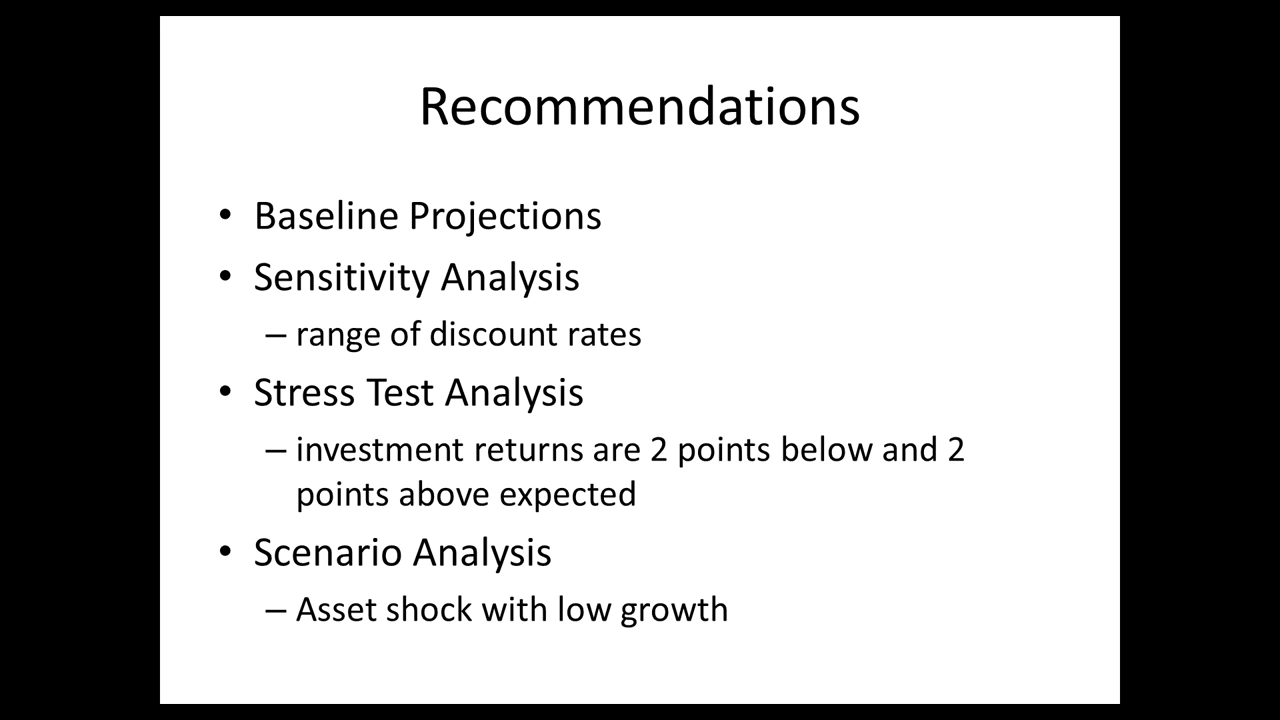 Recommendations
• Baseline Projections
• Sensitivity Analysis
– range of discount rates
• Stress Test Analysis
– investment returns are 2 points below and 2
points above expected
• Scenario Analysis
– Asset shock with low growth